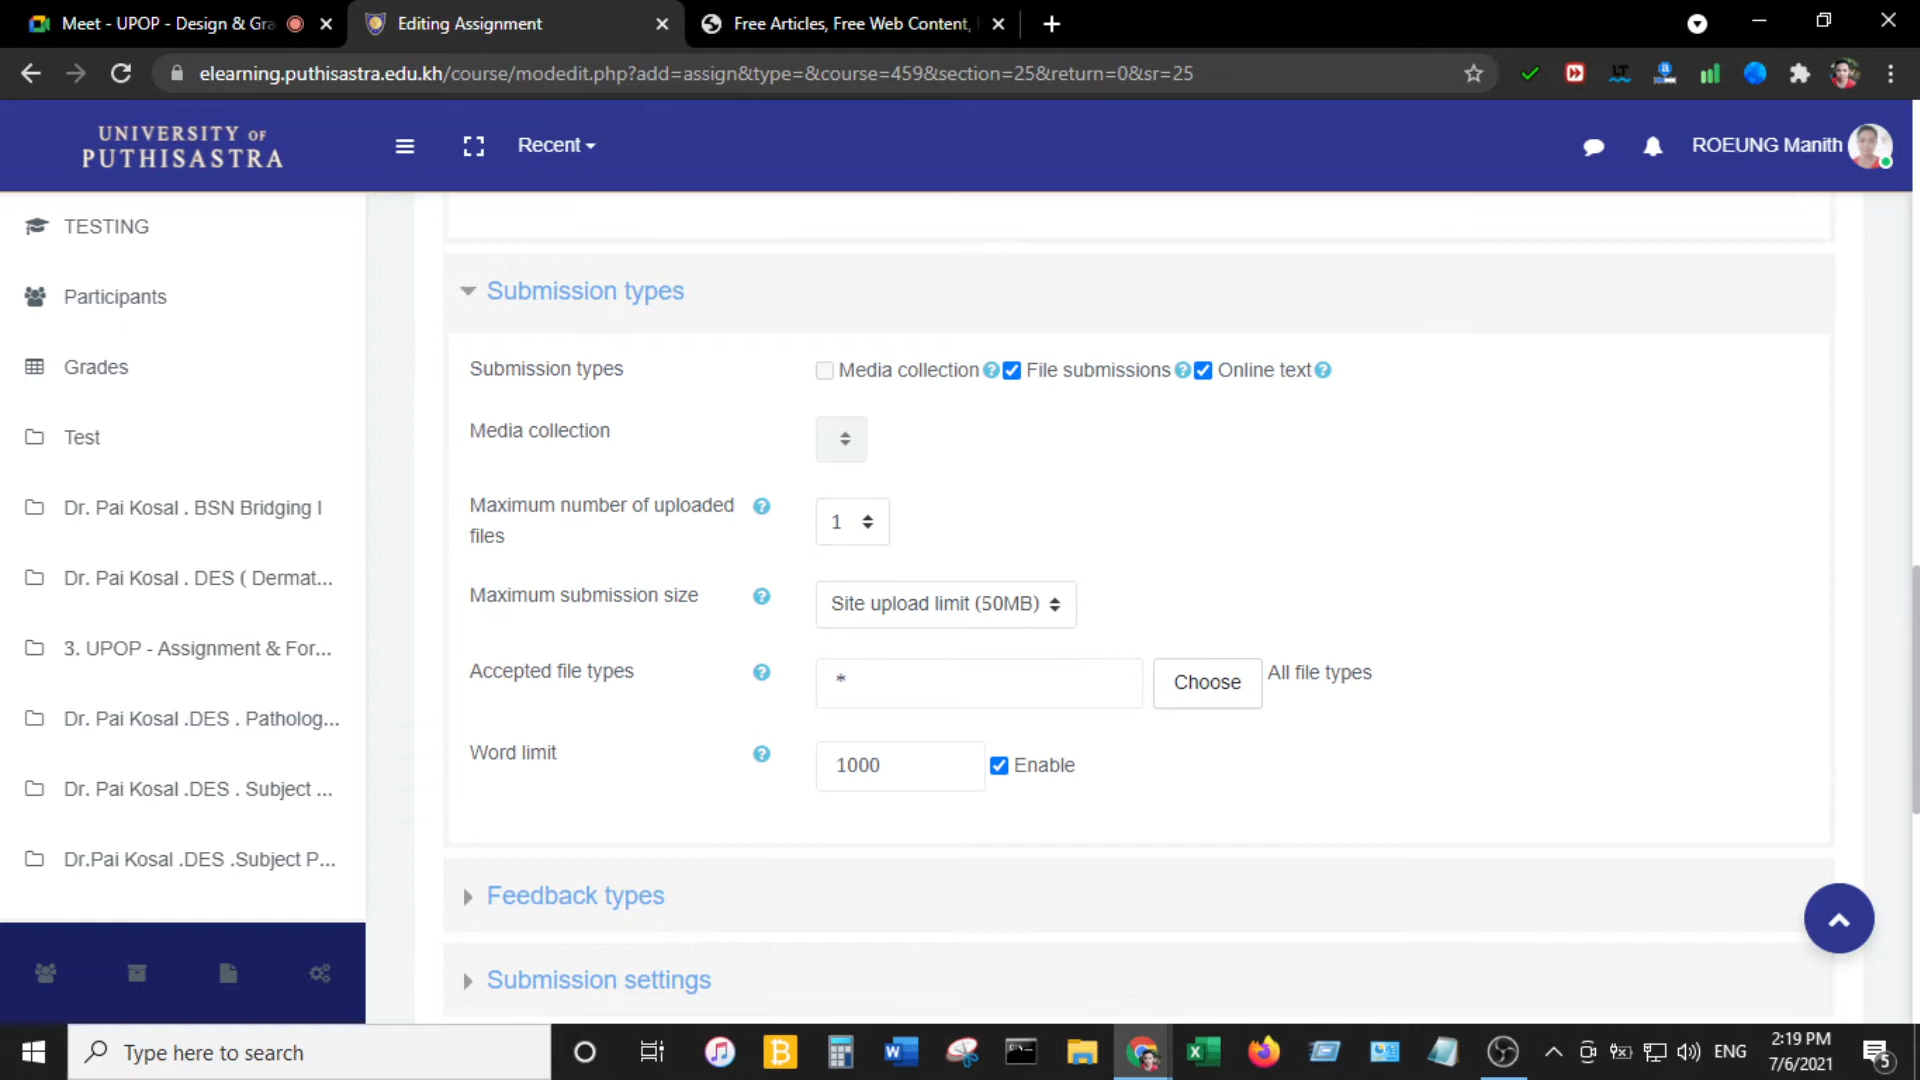 Meet - UPOP - Design & Gra
Editing Assignment
Free Articles, Free Web Content,
elearning.puthisastra.edu.kh/course/modedit.php?add=assign&type=&course=459&section=25&return=0&sr=25
UNIVERSITY OF
PUTHISASTRA
Recent
ROEUNG Manith
TESTING
Participants
Grades
Test
Dr. Pai Kosal . BSN Bridging I
Dr. Pai Kosal . DES ( Dermat...
3. UPOP - Assignment & For...
Dr. Pai Kosal .DES . Patholog...
Dr. Pai Kosal .DES . Subject ...
Dr.Pai Kosal .DES .Subject P...
Submission types
Submission types
Media collection
File submissions
Online text
Media collection
Maximum number of uploaded
files
1
Maximum submission size
Site upload limit (50MB)
Accepted file types
*
Choose
All file types
Word limit
1000
Enable
Feedback types
Submission settings
Type here to search
ENG
2:19 PM
7/6/2021
5